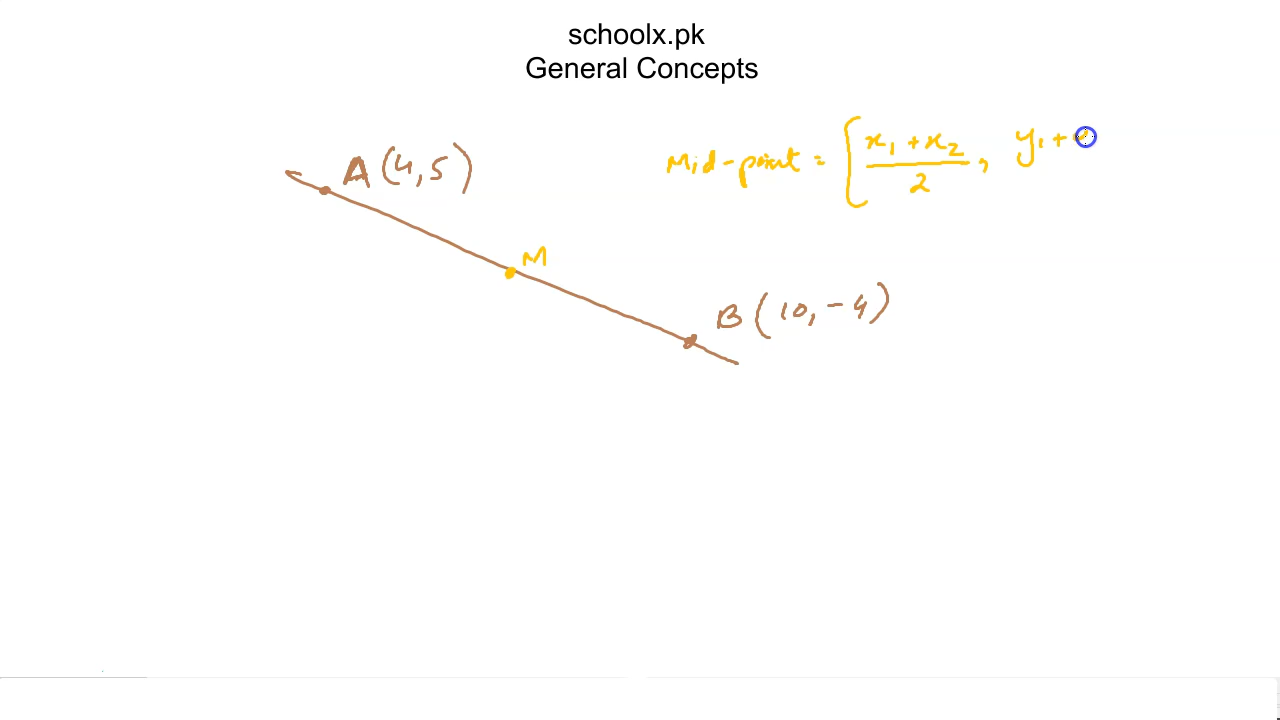 schoolx.pk
General Concepts
Mid-point = [x₁ + x₂ / 2 , y₁ +
A (4,5)
M
B (10, -4)